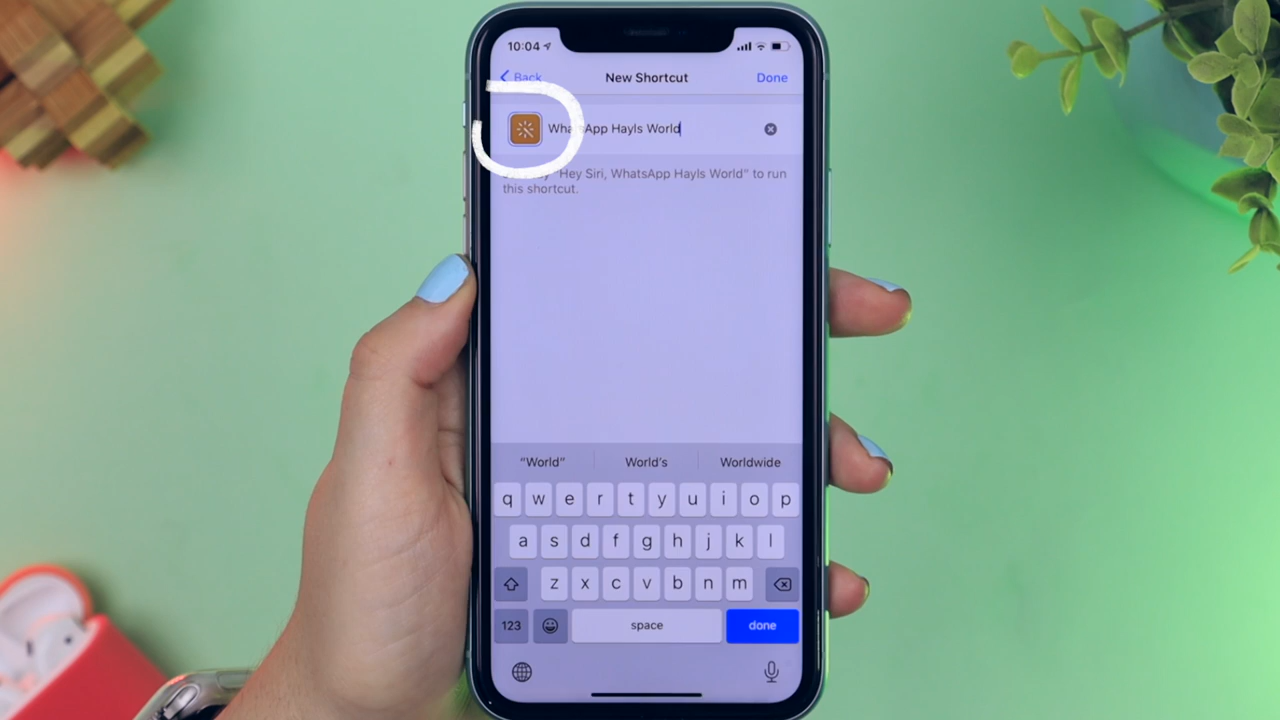 10:04
Back
New Shortcut
Done
WhatsApp Hayls World
"Hey Siri, WhatsApp Hayls World" to run
this shortcut.
"World"
World's
Worldwide
q w e r t y u i o p
a s d f g h j k l
z x c v b n m
123
space
done